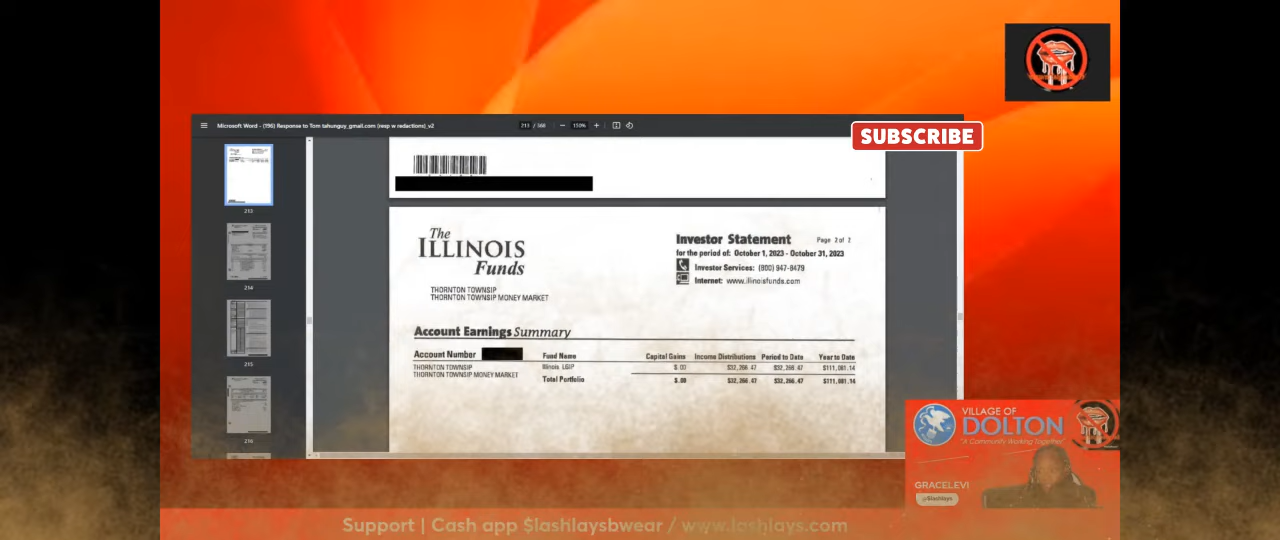 Microsoft Word - (196) Response to Tom tahunguy_gmail.com (resp w redactions)_v2
213 / 568
150%
SUBSCRIBE
213
214
215
216
The
ILLINOIS
Funds
Investor Statement
Page 2 of 2
for the period of: October 1, 2023 - October 31, 2023
Investor Services: (800) 947-8479
Internet: www.illinoisfunds.com
THORNTON TOWNSIP
THORNTON TOWNSIP MONEY MARKET
Account Earnings Summary
Account Number Fund Name Capital Gains Income Distributions Period to Date Year to Date
THORNTON TOWNSIP Illinois LGIP $.00 $32,266.47 $32,266.47 $111,081.14
THORNTON TOWNSIP MONEY MARKET
Total Portfolio $.00 $32,266.47 $32,266.47 $111,081.14
VILLAGE OF
DOLTON
"A Community Working Together"
GRACELEVI
@Slashlays
Support | Cash app $lashlaysbwear / www.lashlays.com